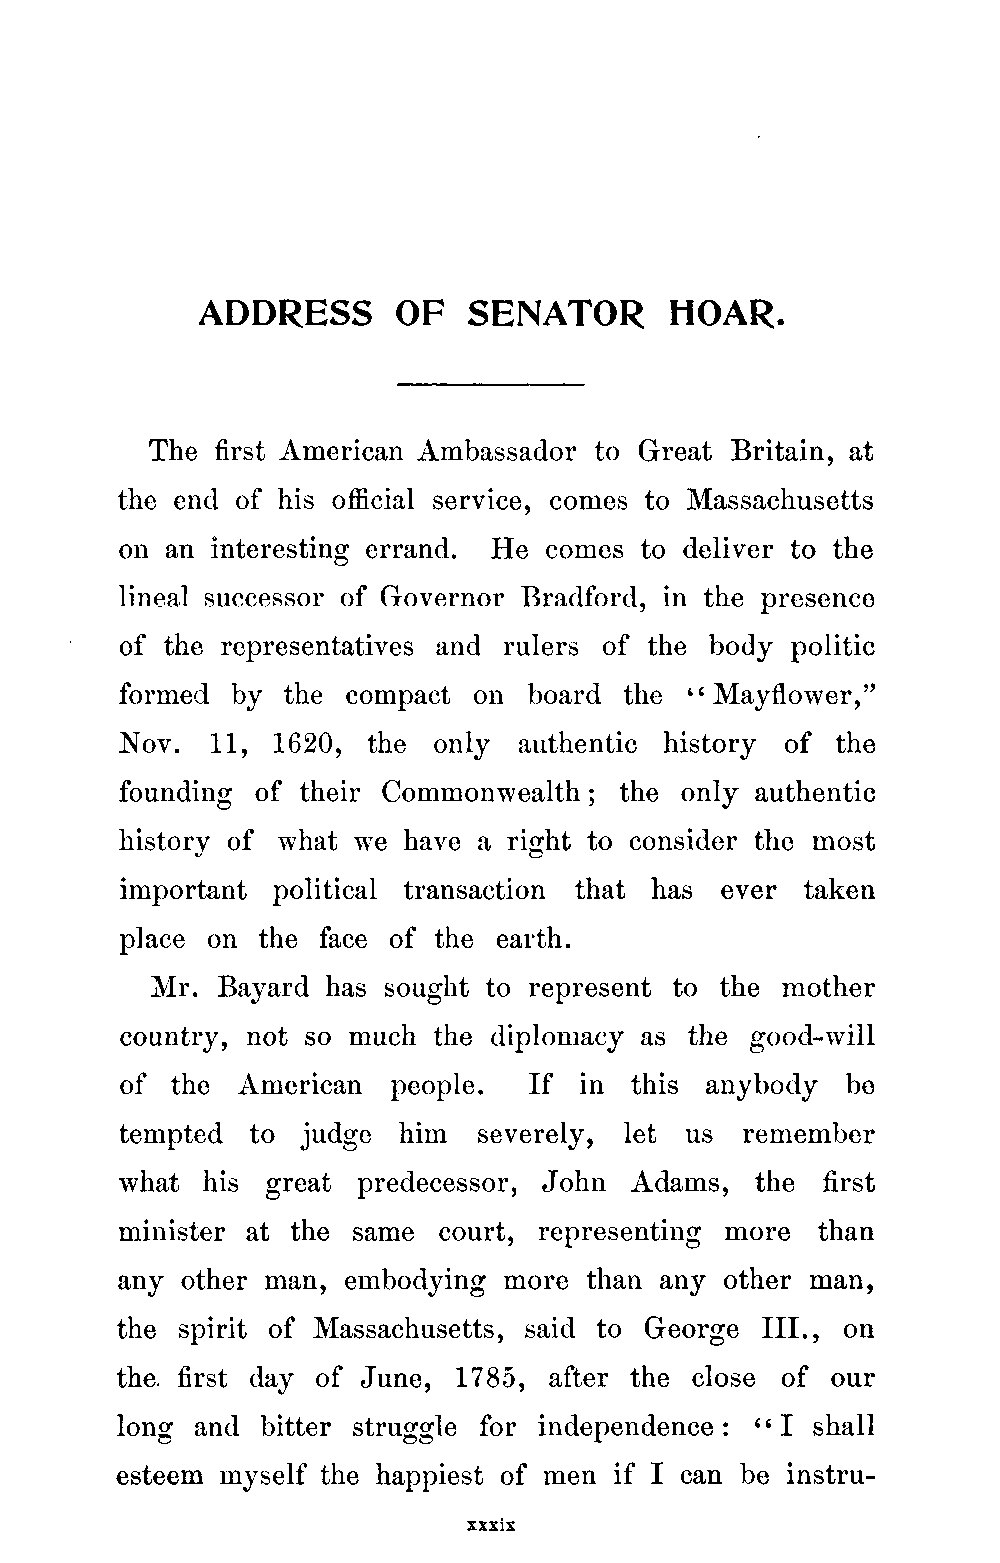 ADDRESS OF SENATOR HOAR.
The first American Ambassador to Great Britain, at
the end of his official service, comes to Massachusetts
on an interesting errand. He comes to deliver to the
lineal successor of Governor Bradford, in the presence
of the representatives and rulers of the body politic
formed by the compact on board the “Mayflower,”
Nov. 11, 1620, the only authentic history of the
founding of their Commonwealth; the only authentic
history of what we have a right to consider the most
important political transaction that has ever taken
place on the face of the earth.
Mr. Bayard has sought to represent to the mother
country, not so much the diplomacy as the good-will
of the American people. If in this anybody be
tempted to judge him severely, let us remember
what his great predecessor, John Adams, the first
minister at the same court, representing more than
any other man, embodying more than any other man,
the spirit of Massachusetts, said to George III., on
the first day of June, 1785, after the close of our
long and bitter struggle for independence: “I shall
esteem myself the happiest of men if I can be instru-
xxxix